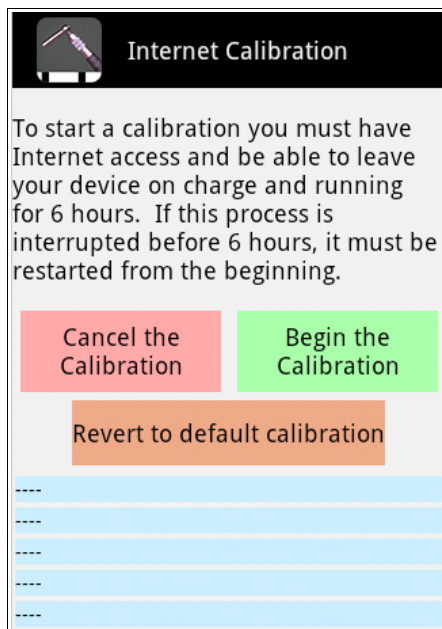 Internet Calibration
To start a calibration you must have
Internet access and be able to leave
your device on charge and running
for 6 hours.  If this process is
interrupted before 6 hours, it must be
restarted from the beginning.
Cancel the
Calibration
Begin the
Calibration
Revert to default calibration
----
----
----
----
----